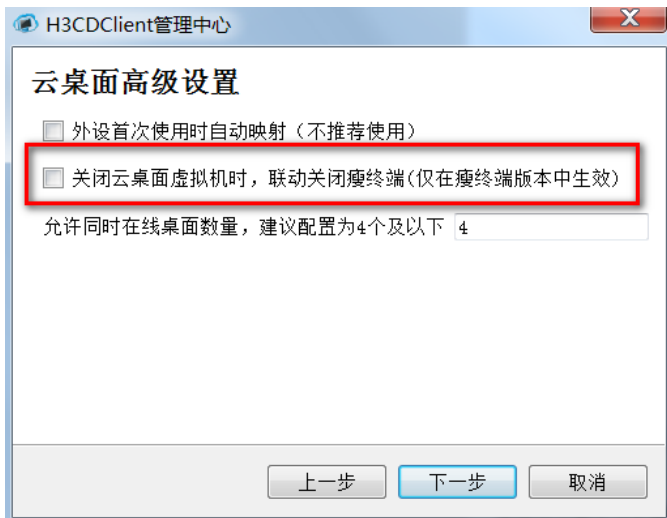 H3CDClient管理中心
云桌面高级设置
外设首次使用时自动映射（不推荐使用）
关闭云桌面虚拟机时，联动关闭瘦终端(仅在瘦终端版本中生效)
允许同时在线桌面数量，建议配置为4个及以下 4
上一步 下一步 取消